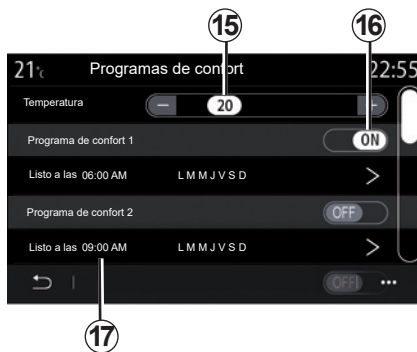 15 16
21°c Programas de confort 22:55
Temperatura − 20 +
Programa de confort 1 ON
Listo a las 06:00 AM L M M J V S D
Programa de confort 2 OFF
Listo a las 09:00 AM L M M J V S D
OFF
17